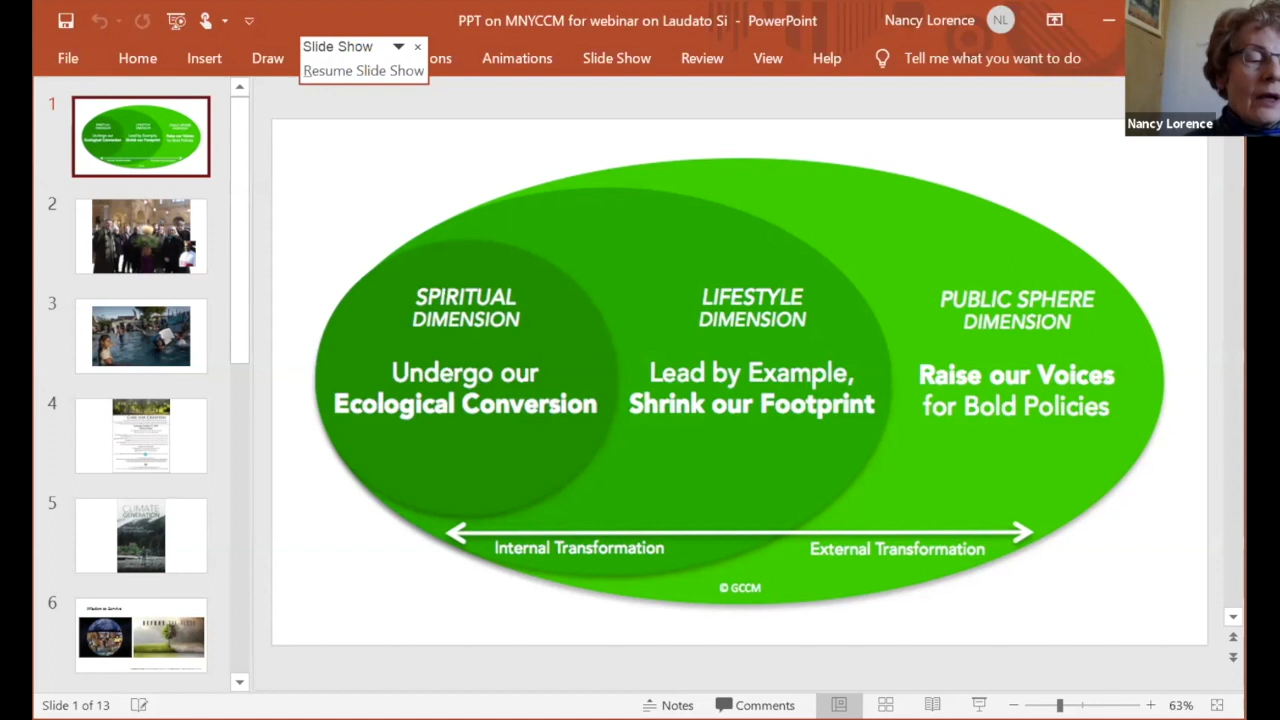 PPT on MNYCCM for webinar on Laudato Si - PowerPoint
Nancy Lorence
NL
File
Home
Insert
Draw
Slide Show
Resume Slide Show
ons
Animations
Slide Show
Review
View
Help
Tell me what you want to do
Nancy Lorence
1
2
3
4
5
6
CLIMATE
GENERATION
SPIRITUAL
DIMENSION
Undergo our
Ecological Conversion
LIFESTYLE
DIMENSION
Lead by Example,
Shrink our Footprint
PUBLIC SPHERE
DIMENSION
Raise our Voices
for Bold Policies
Internal Transformation
External Transformation
© GCCM
Slide 1 of 13
Notes
Comments
63%